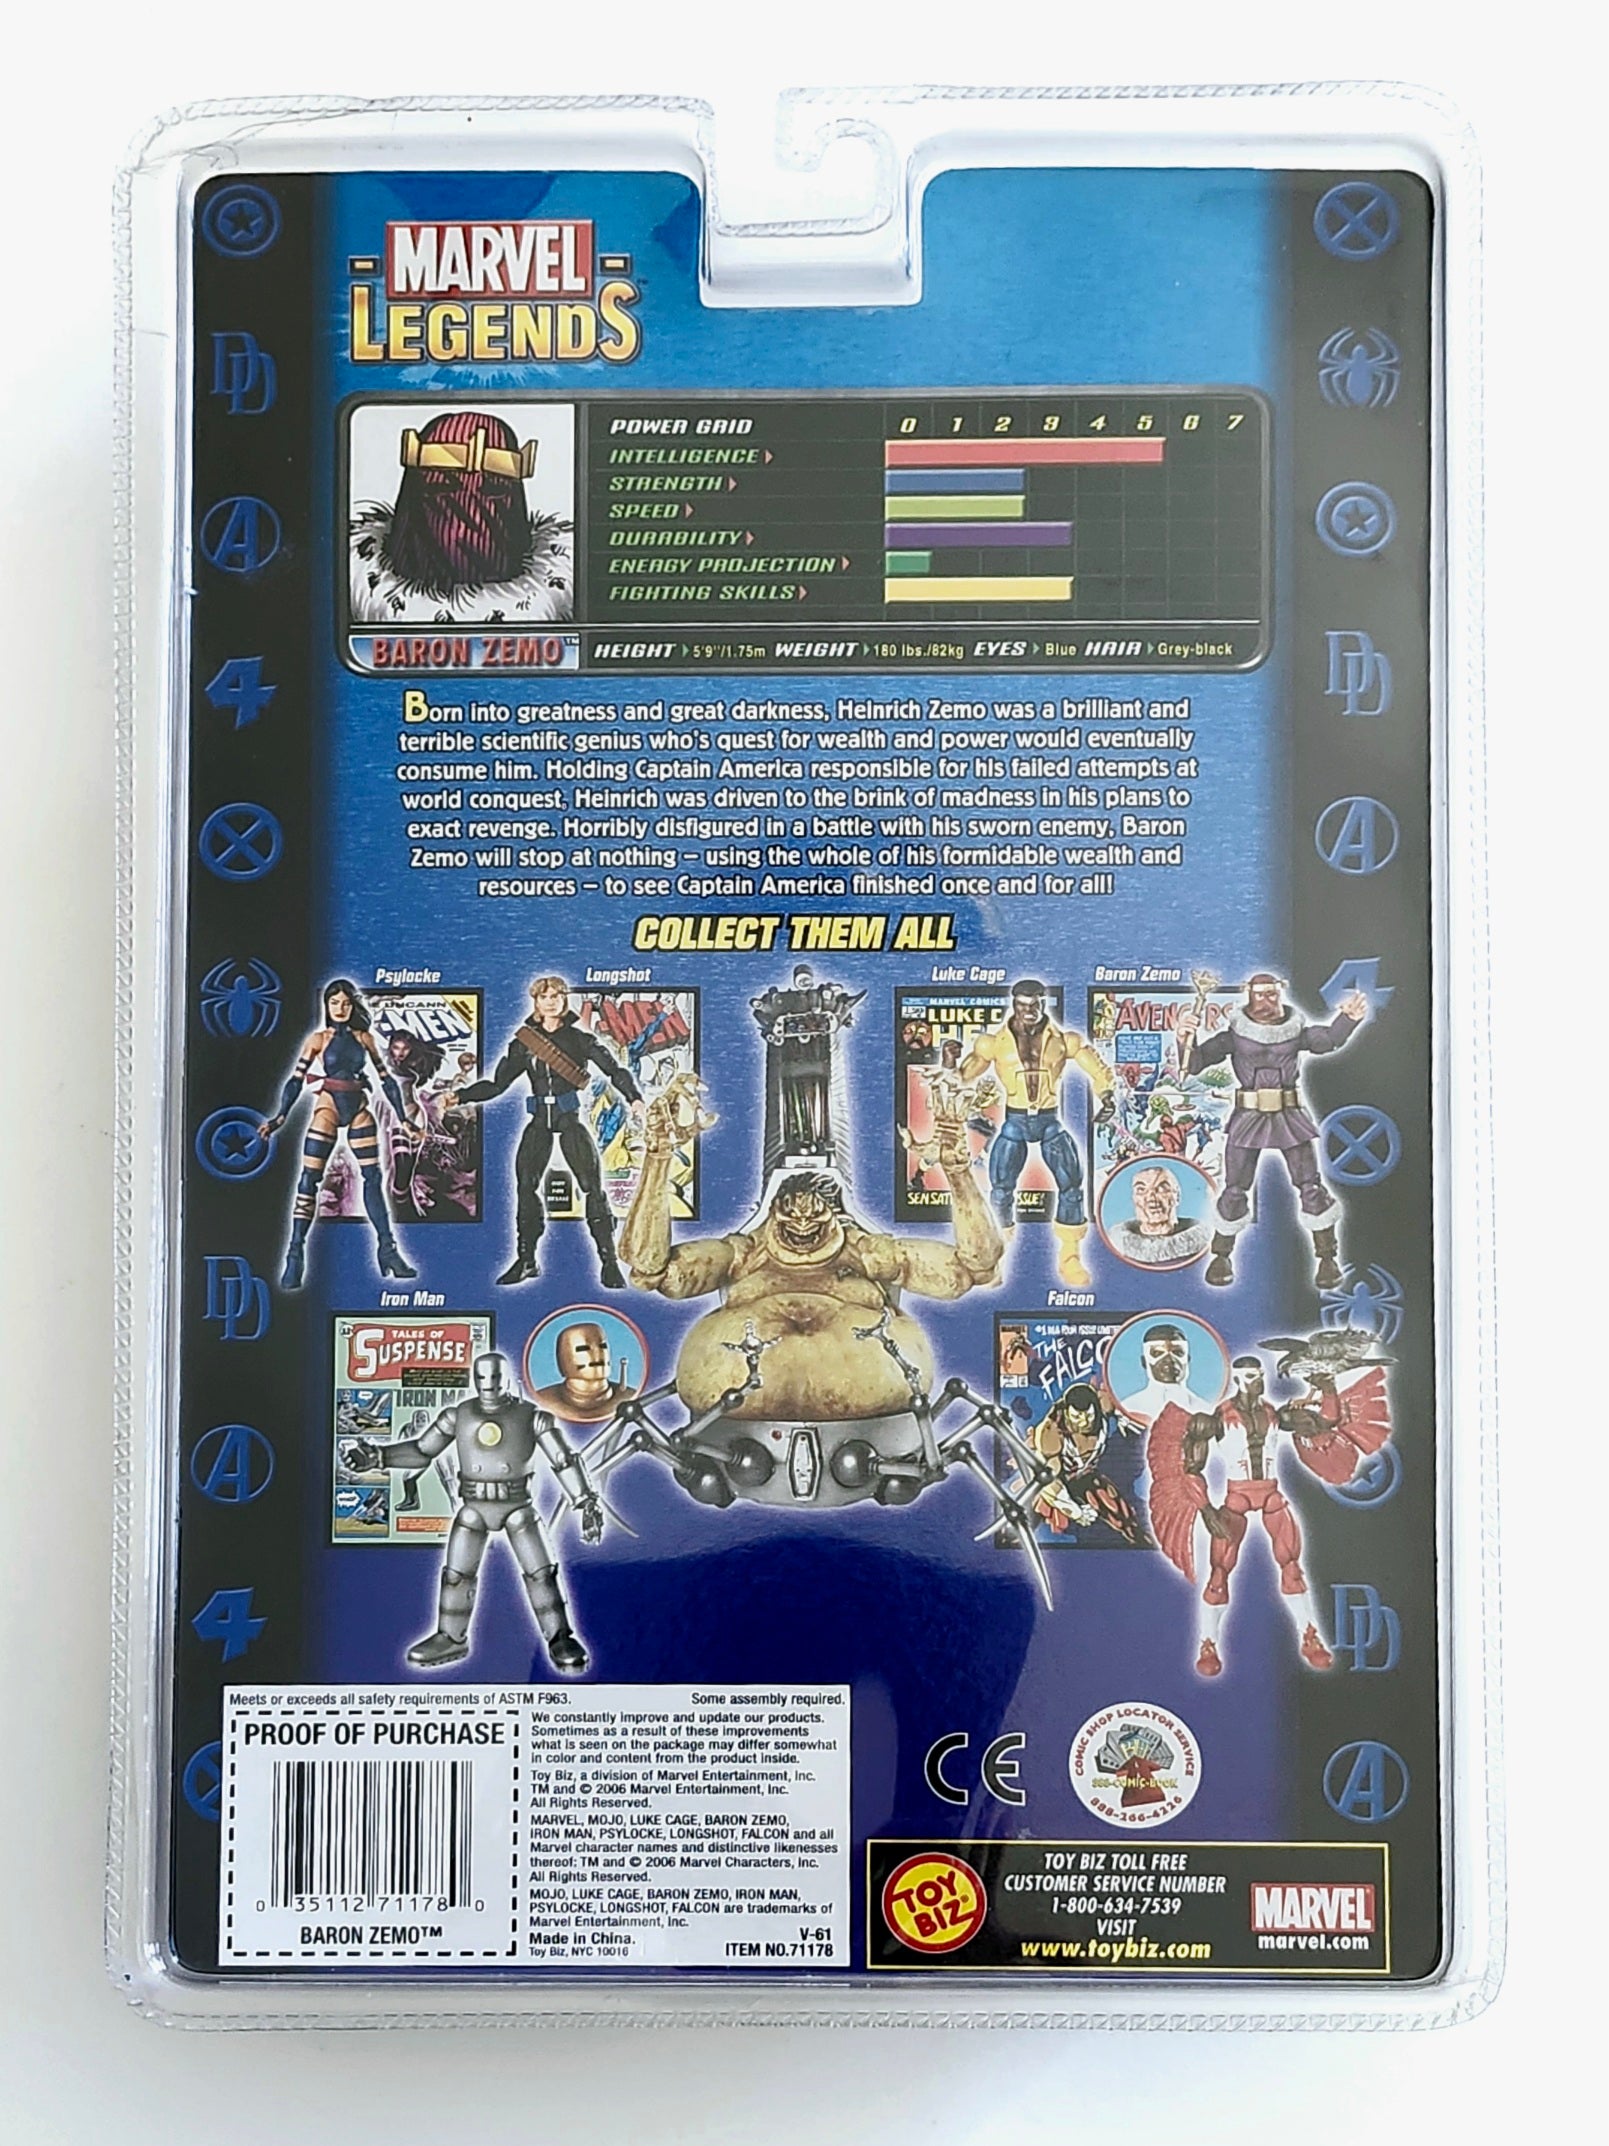 MARVEL
LEGENDS
POWER GRID 0 1 2 3 4 5 6 7
INTELLIGENCE
STRENGTH
SPEED
DURABILITY
ENERGY PROJECTION
FIGHTING SKILLS
BARON ZEMO™ HEIGHT 5'9"/1.75m WEIGHT 180 lbs./82kg EYES Blue HAIR Grey-black
Born into greatness and great darkness, Heinrich Zemo was a brilliant and
terrible scientific genius who's quest for wealth and power would eventually
consume him. Holding Captain America responsible for his failed attempts at
world conquest, Heinrich was driven to the brink of madness in his plans to
exact revenge. Horribly disfigured in a battle with his sworn enemy, Baron
Zemo will stop at nothing – using the whole of his formidable wealth and
resources – to see Captain America finished once and for all!
COLLECT THEM ALL
Psylocke Longshot Luke Cage Baron Zemo
MARVEL COMICS
LUKE C
Iron Man Falcon
TALES OF
SUSPENSE
IRON MA
THE
FALC
Meets or exceeds all safety requirements of ASTM F963. Some assembly required.
PROOF OF PURCHASE
0 35112 71178 0
BARON ZEMO™
We constantly improve and update our products.
Sometimes as a result of these improvements
what is seen on the package may differ somewhat
in color and content from the product inside.
Toy Biz, a division of Marvel Entertainment, Inc.
TM and © 2006 Marvel Entertainment, Inc.
All Rights Reserved.
MARVEL, MOJO, LUKE CAGE, BARON ZEMO,
IRON MAN, PSYLOCKE, LONGSHOT, FALCON and all
Marvel character names and distinctive likenesses
thereof: TM and © 2006 Marvel Characters, Inc.
All Rights Reserved.
MOJO, LUKE CAGE, BARON ZEMO, IRON MAN,
PSYLOCKE, LONGSHOT, FALCON are trademarks of
Marvel Entertainment, Inc.
Made in China. V-61
Toy Biz, NYC 10016 ITEM NO.71178
CE
COMIC SHOP LOCATOR SERVICE
888-COMIC-BOOK
888-266-4226
TOY
BIZ
TOY BIZ TOLL FREE
CUSTOMER SERVICE NUMBER
1-800-634-7539
VISIT
www.toybiz.com
MARVEL
marvel.com